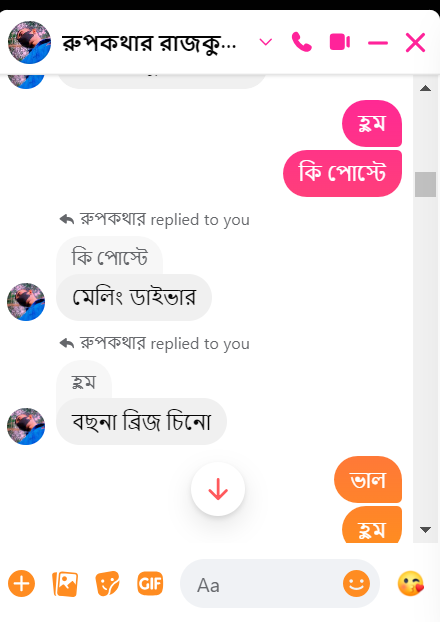 রুপকথার রাজকু...
হুম
কি পোস্টে
রুপকথার replied to you
কি পোস্টে
মেলিং ডাইভার
রুপকথার replied to you
হুম
বছনা ব্রিজ চিনো
ভাল
হুম
GIF
Aa